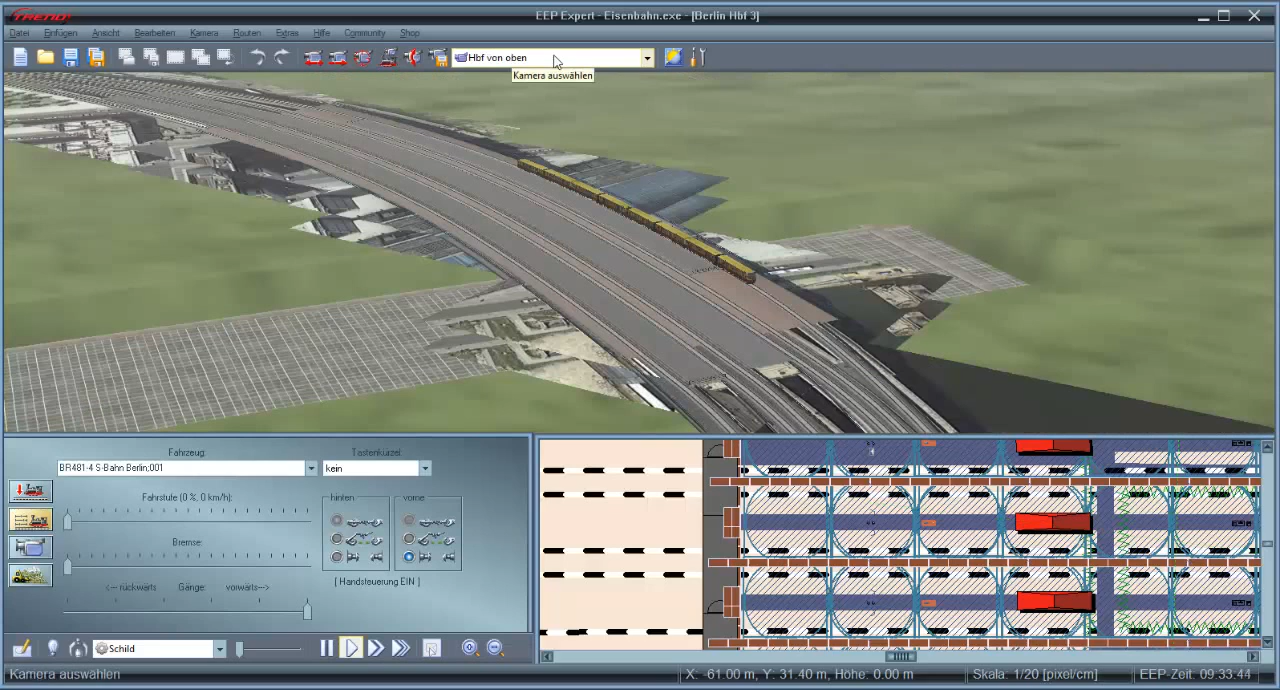 TREND
EEP Expert - Eisenbahn.exe - [Berlin Hbf 3]
Datei Einfügen Ansicht Bearbeiten Kamera Routen Extras Hilfe Community Shop
Hbf von oben
Kamera auswählen
Fahrzeug: Tastenkürzel:
BR481-4 S-Bahn Berlin;001 kein
Fahrstufe (0 %, 0 km/h): hinten vorne
Bremse:
<--- rückwärts Gänge: vorwärts--->
[ Handsteuerung EIN ]
Schild
Kamera auswählen X: -61.00 m, Y: 31.40 m, Höhe: 0.00 m Skala: 1/20 [pixel/cm] EEP-Zeit: 09:33:44